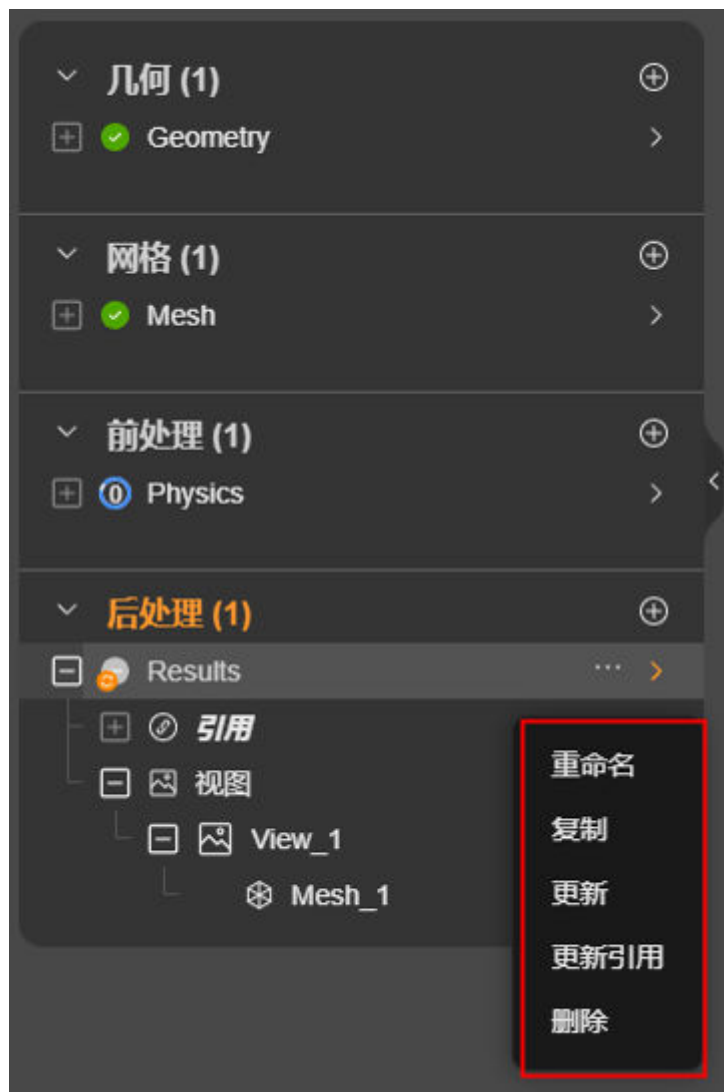 几何 (1)
Geometry
网格 (1)
Mesh
前处理 (1)
0 Physics
后处理 (1)
Results ...
引用
视图
View_1
Mesh_1
重命名
复制
更新
更新引用
删除